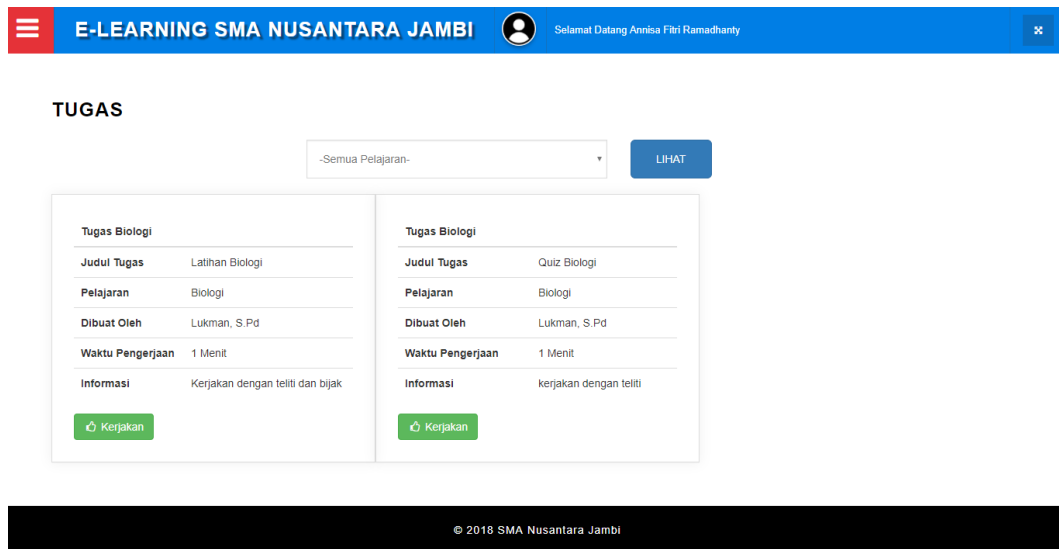 E-LEARNING SMA NUSANTARA JAMBI
Selamat Datang Annisa Fitri Ramadhanty
TUGAS
-Semua Pelajaran-
LIHAT
Tugas Biologi
Judul Tugas Latihan Biologi
Pelajaran Biologi
Dibuat Oleh Lukman, S.Pd
Waktu Pengerjaan 1 Menit
Informasi Kerjakan dengan teliti dan bijak
Kerjakan
Tugas Biologi
Judul Tugas Quiz Biologi
Pelajaran Biologi
Dibuat Oleh Lukman, S.Pd
Waktu Pengerjaan 1 Menit
Informasi kerjakan dengan teliti
Kerjakan
© 2018 SMA Nusantara Jambi